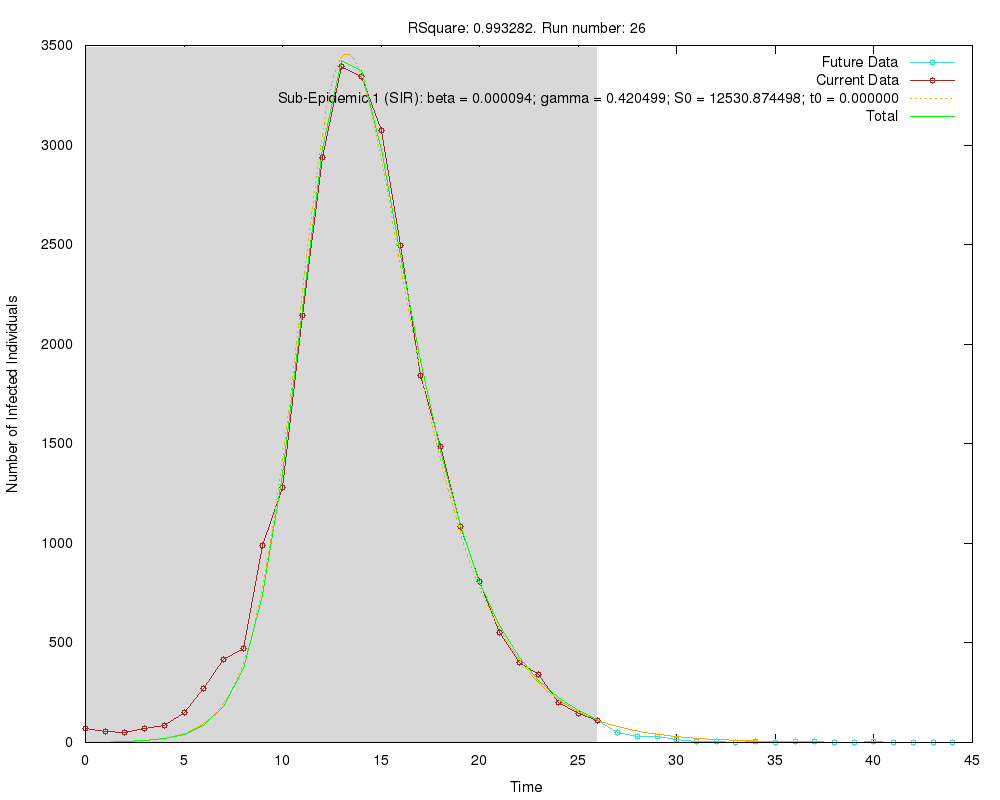 RSquare: 0.993282. Run number: 26
3500
3000
2500
2000
1500
1000
500
0
Number of Infected Individuals
Future Data
Current Data
Sub-Epidemic 1 (SIR): beta = 0.000094; gamma = 0.420499; S0 = 12530.874498; t0 = 0.000000
Total
0 5 10 15 20 25 30 35 40 45
Time